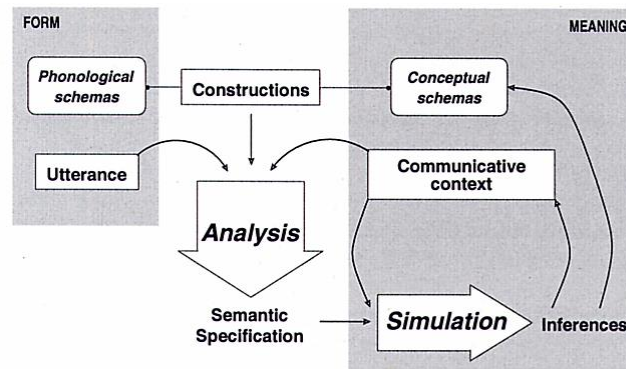 FORM
MEANING
Phonological
schemas
Constructions
Conceptual
schemas
Utterance
Communicative
context
Analysis
Semantic
Specification
Simulation
Inferences